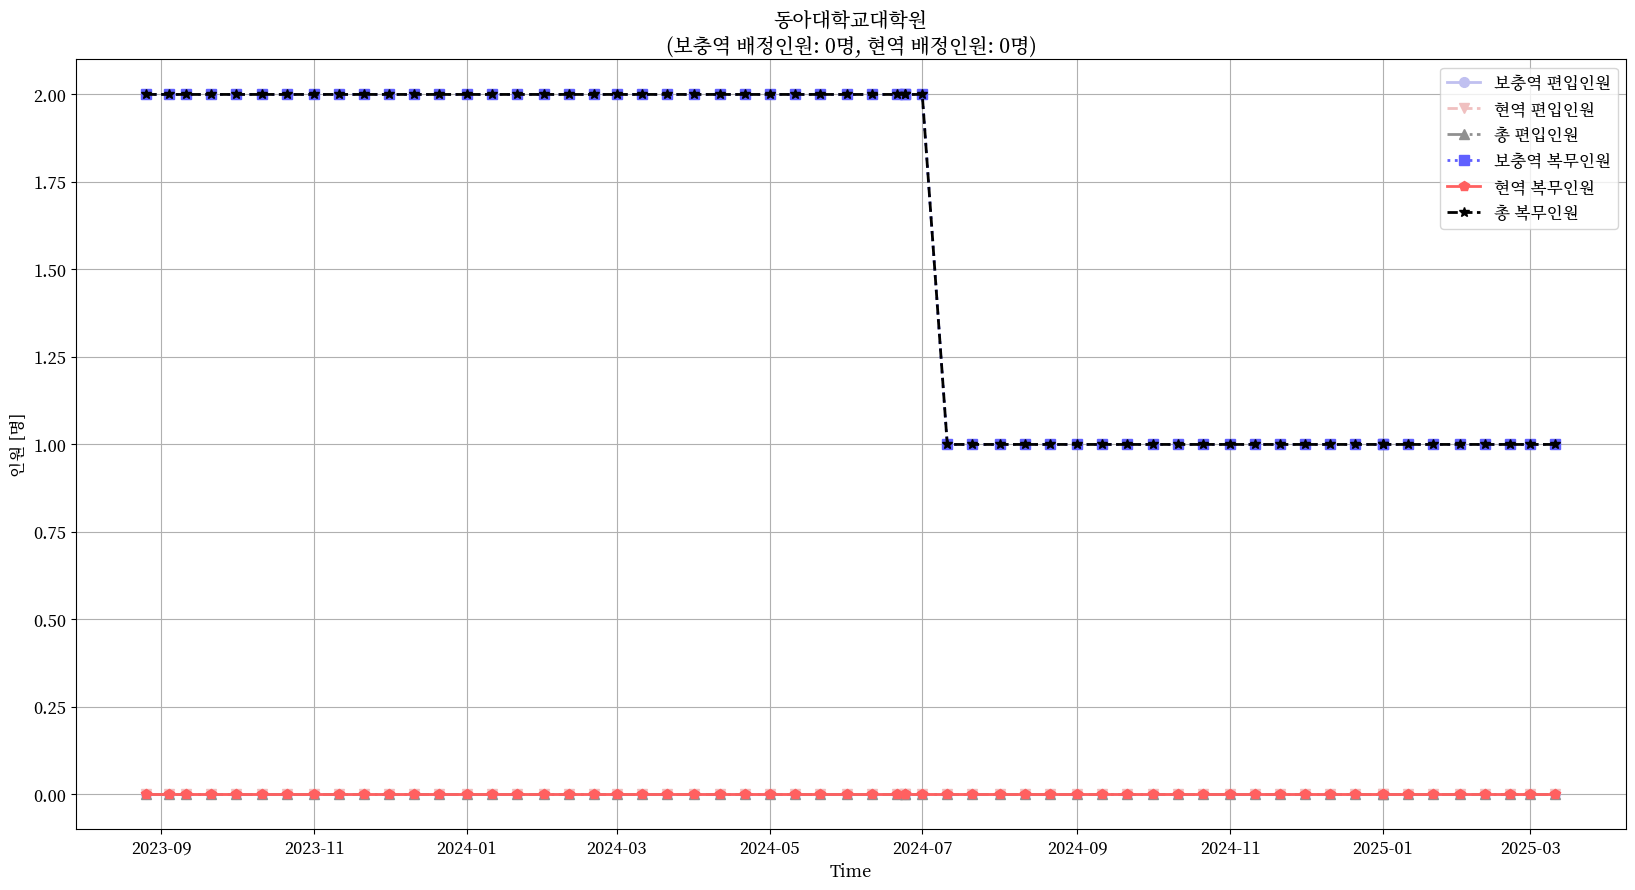 동아대학교대학원
(보충역 배정인원: 0명, 현역 배정인원: 0명)
보충역 편입인원
현역 편입인원
총 편입인원
보충역 복무인원
현역 복무인원
총 복무인원
인원 [명]
2.00
1.75
1.50
1.25
1.00
0.75
0.50
0.25
0.00
2023-09 2023-11 2024-01 2024-03 2024-05 2024-07 2024-09 2024-11 2025-01 2025-03
Time